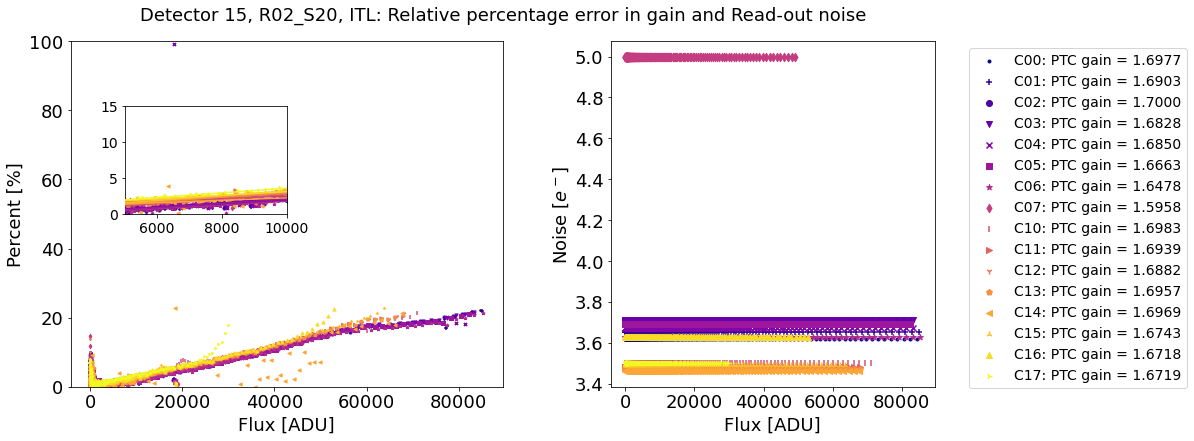 Detector 15, R02_S20, ITL: Relative percentage error in gain and Read-out noise
100
80
60
40
20
0
Percent [%]
15
10
5
0
6000 8000 10000
0 20000 40000 60000 80000
Flux [ADU]
5.0
4.8
4.6
4.4
4.2
4.0
3.8
3.6
3.4
Noise [e⁻]
0 20000 40000 60000 80000
Flux [ADU]
C00: PTC gain = 1.6977
C01: PTC gain = 1.6903
C02: PTC gain = 1.7000
C03: PTC gain = 1.6828
C04: PTC gain = 1.6850
C05: PTC gain = 1.6663
C06: PTC gain = 1.6478
C07: PTC gain = 1.5958
C10: PTC gain = 1.6983
C11: PTC gain = 1.6939
C12: PTC gain = 1.6882
C13: PTC gain = 1.6957
C14: PTC gain = 1.6969
C15: PTC gain = 1.6743
C16: PTC gain = 1.6718
C17: PTC gain = 1.6719